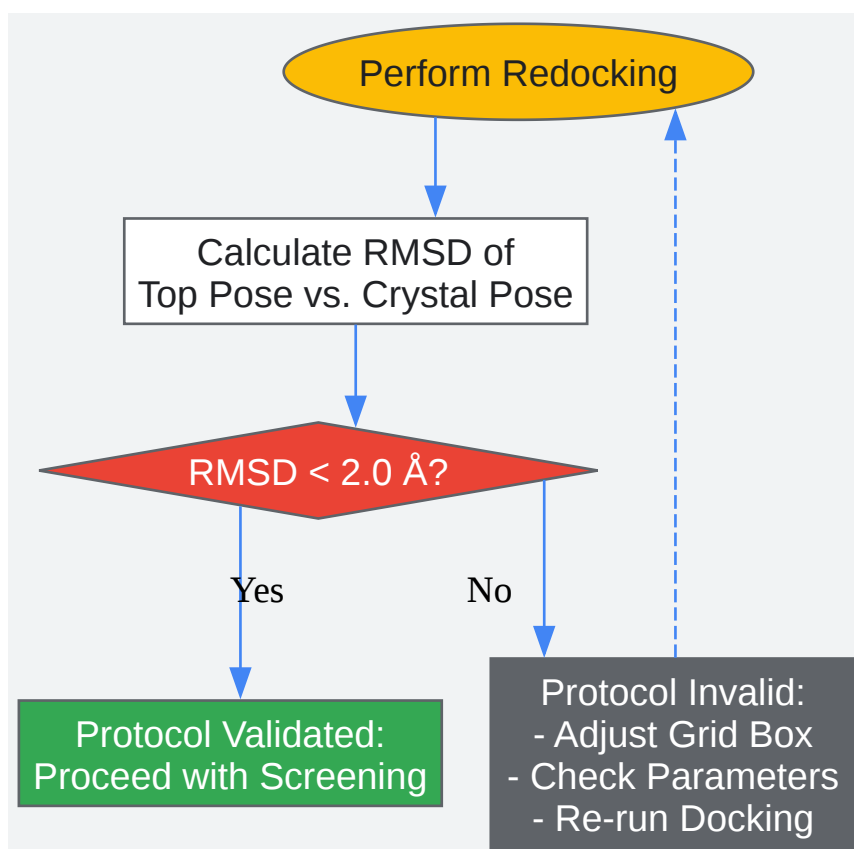 Perform Redocking
Calculate RMSD of
Top Pose vs. Crystal Pose
RMSD < 2.0 Å?
Yes
No
Protocol Validated:
Proceed with Screening
Protocol Invalid:
- Adjust Grid Box
- Check Parameters
- Re-run Docking